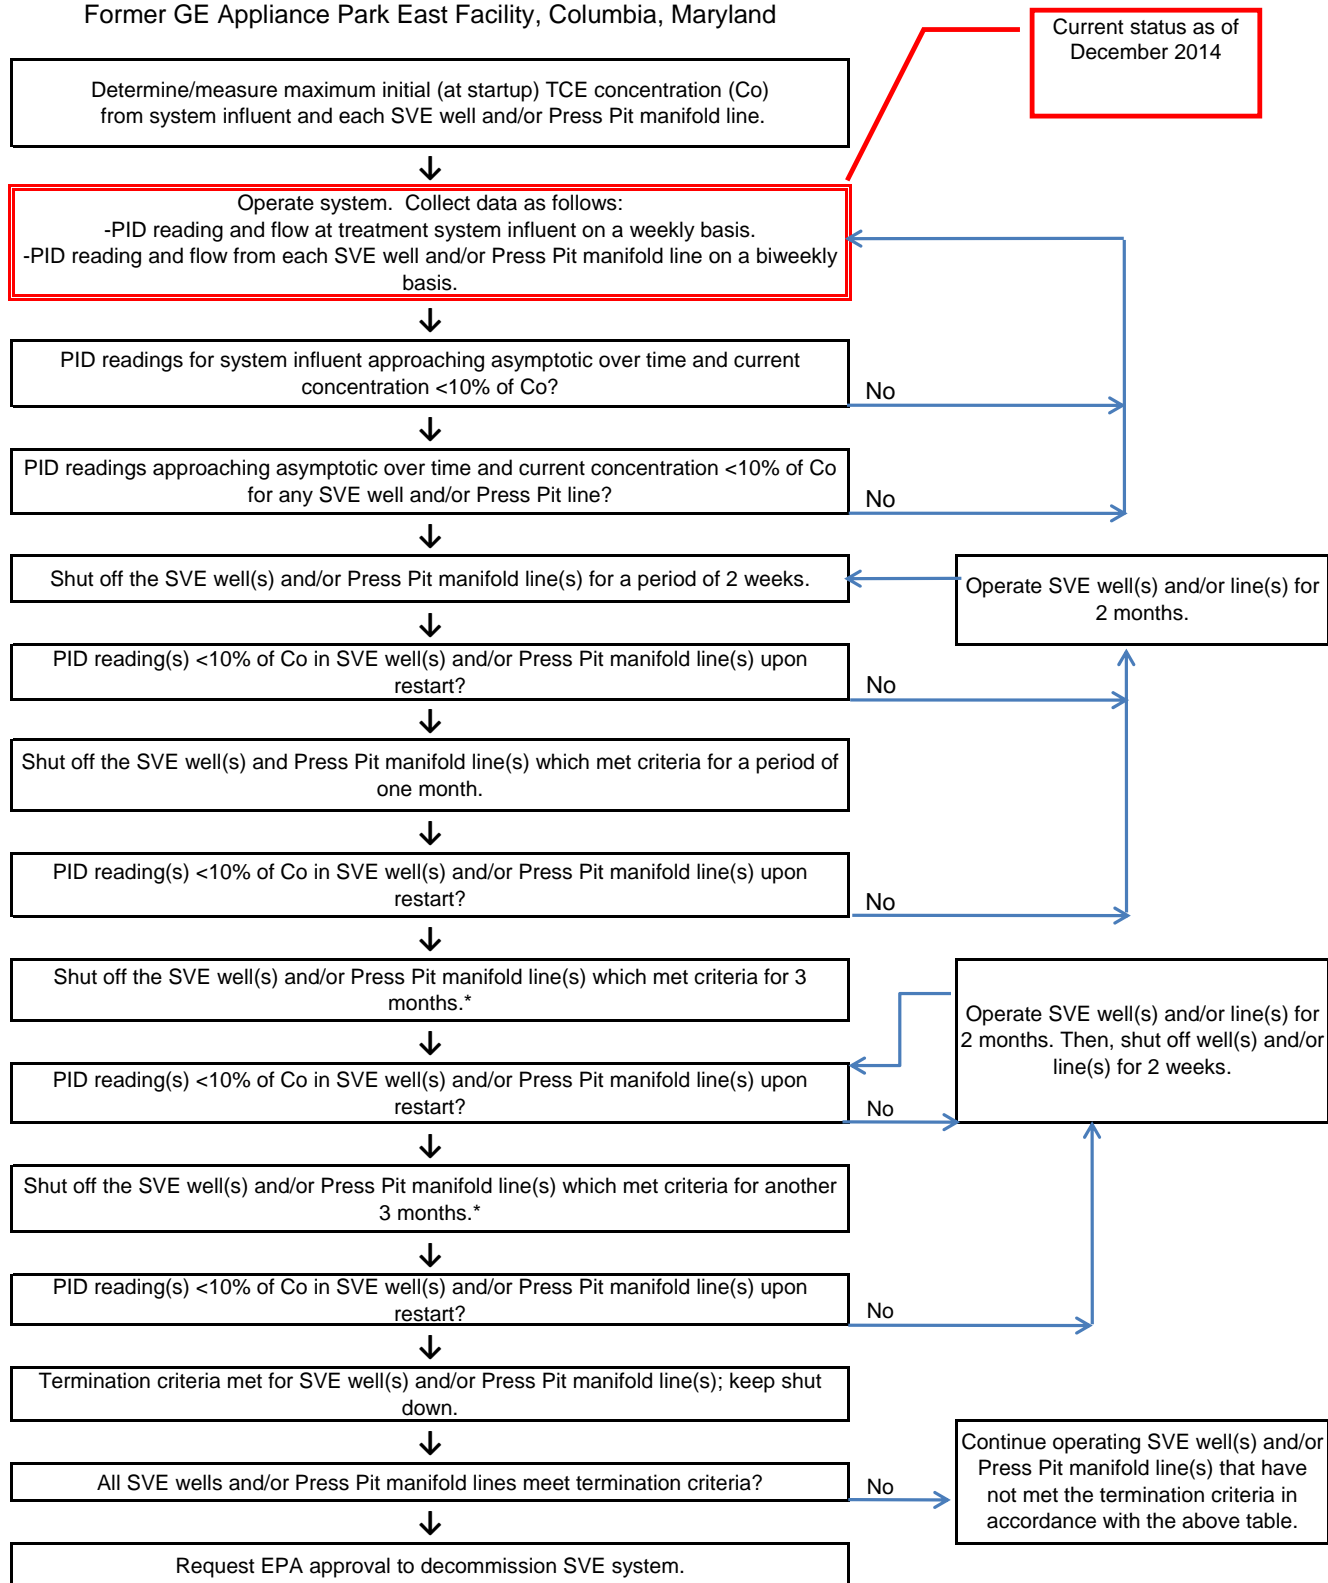 Former GE Appliance Park East Facility, Columbia, Maryland
Current status as of
December 2014
Determine/measure maximum initial (at startup) TCE concentration (Co)
from system influent and each SVE well and/or Press Pit manifold line.
Operate system.  Collect data as follows:
-PID reading and flow at treatment system influent on a weekly basis.
-PID reading and flow from each SVE well and/or Press Pit manifold line on a biweekly
basis.
PID readings for system influent approaching asymptotic over time and current
concentration <10% of Co?
No
PID readings approaching asymptotic over time and current concentration <10% of Co
for any SVE well and/or Press Pit line?
No
Shut off the SVE well(s) and/or Press Pit manifold line(s) for a period of 2 weeks.
Operate SVE well(s) and/or line(s) for
2 months.
PID reading(s) <10% of Co in SVE well(s) and/or Press Pit manifold line(s) upon
restart?
No
Shut off the SVE well(s) and Press Pit manifold line(s) which met criteria for a period of
one month.
PID reading(s) <10% of Co in SVE well(s) and/or Press Pit manifold line(s) upon
restart?
No
Shut off the SVE well(s) and/or Press Pit manifold line(s) which met criteria for 3
months.*
Operate SVE well(s) and/or line(s) for
2 months. Then, shut off well(s) and/or
line(s) for 2 weeks.
PID reading(s) <10% of Co in SVE well(s) and/or Press Pit manifold line(s) upon
restart?
No
Shut off the SVE well(s) and/or Press Pit manifold line(s) which met criteria for another
3 months.*
PID reading(s) <10% of Co in SVE well(s) and/or Press Pit manifold line(s) upon
restart?
No
Termination criteria met for SVE well(s) and/or Press Pit manifold line(s); keep shut
down.
All SVE wells and/or Press Pit manifold lines meet termination criteria?
No
Continue operating SVE well(s) and/or
Press Pit manifold line(s) that have
not met the termination criteria in
accordance with the above table.
Request EPA approval to decommission SVE system.